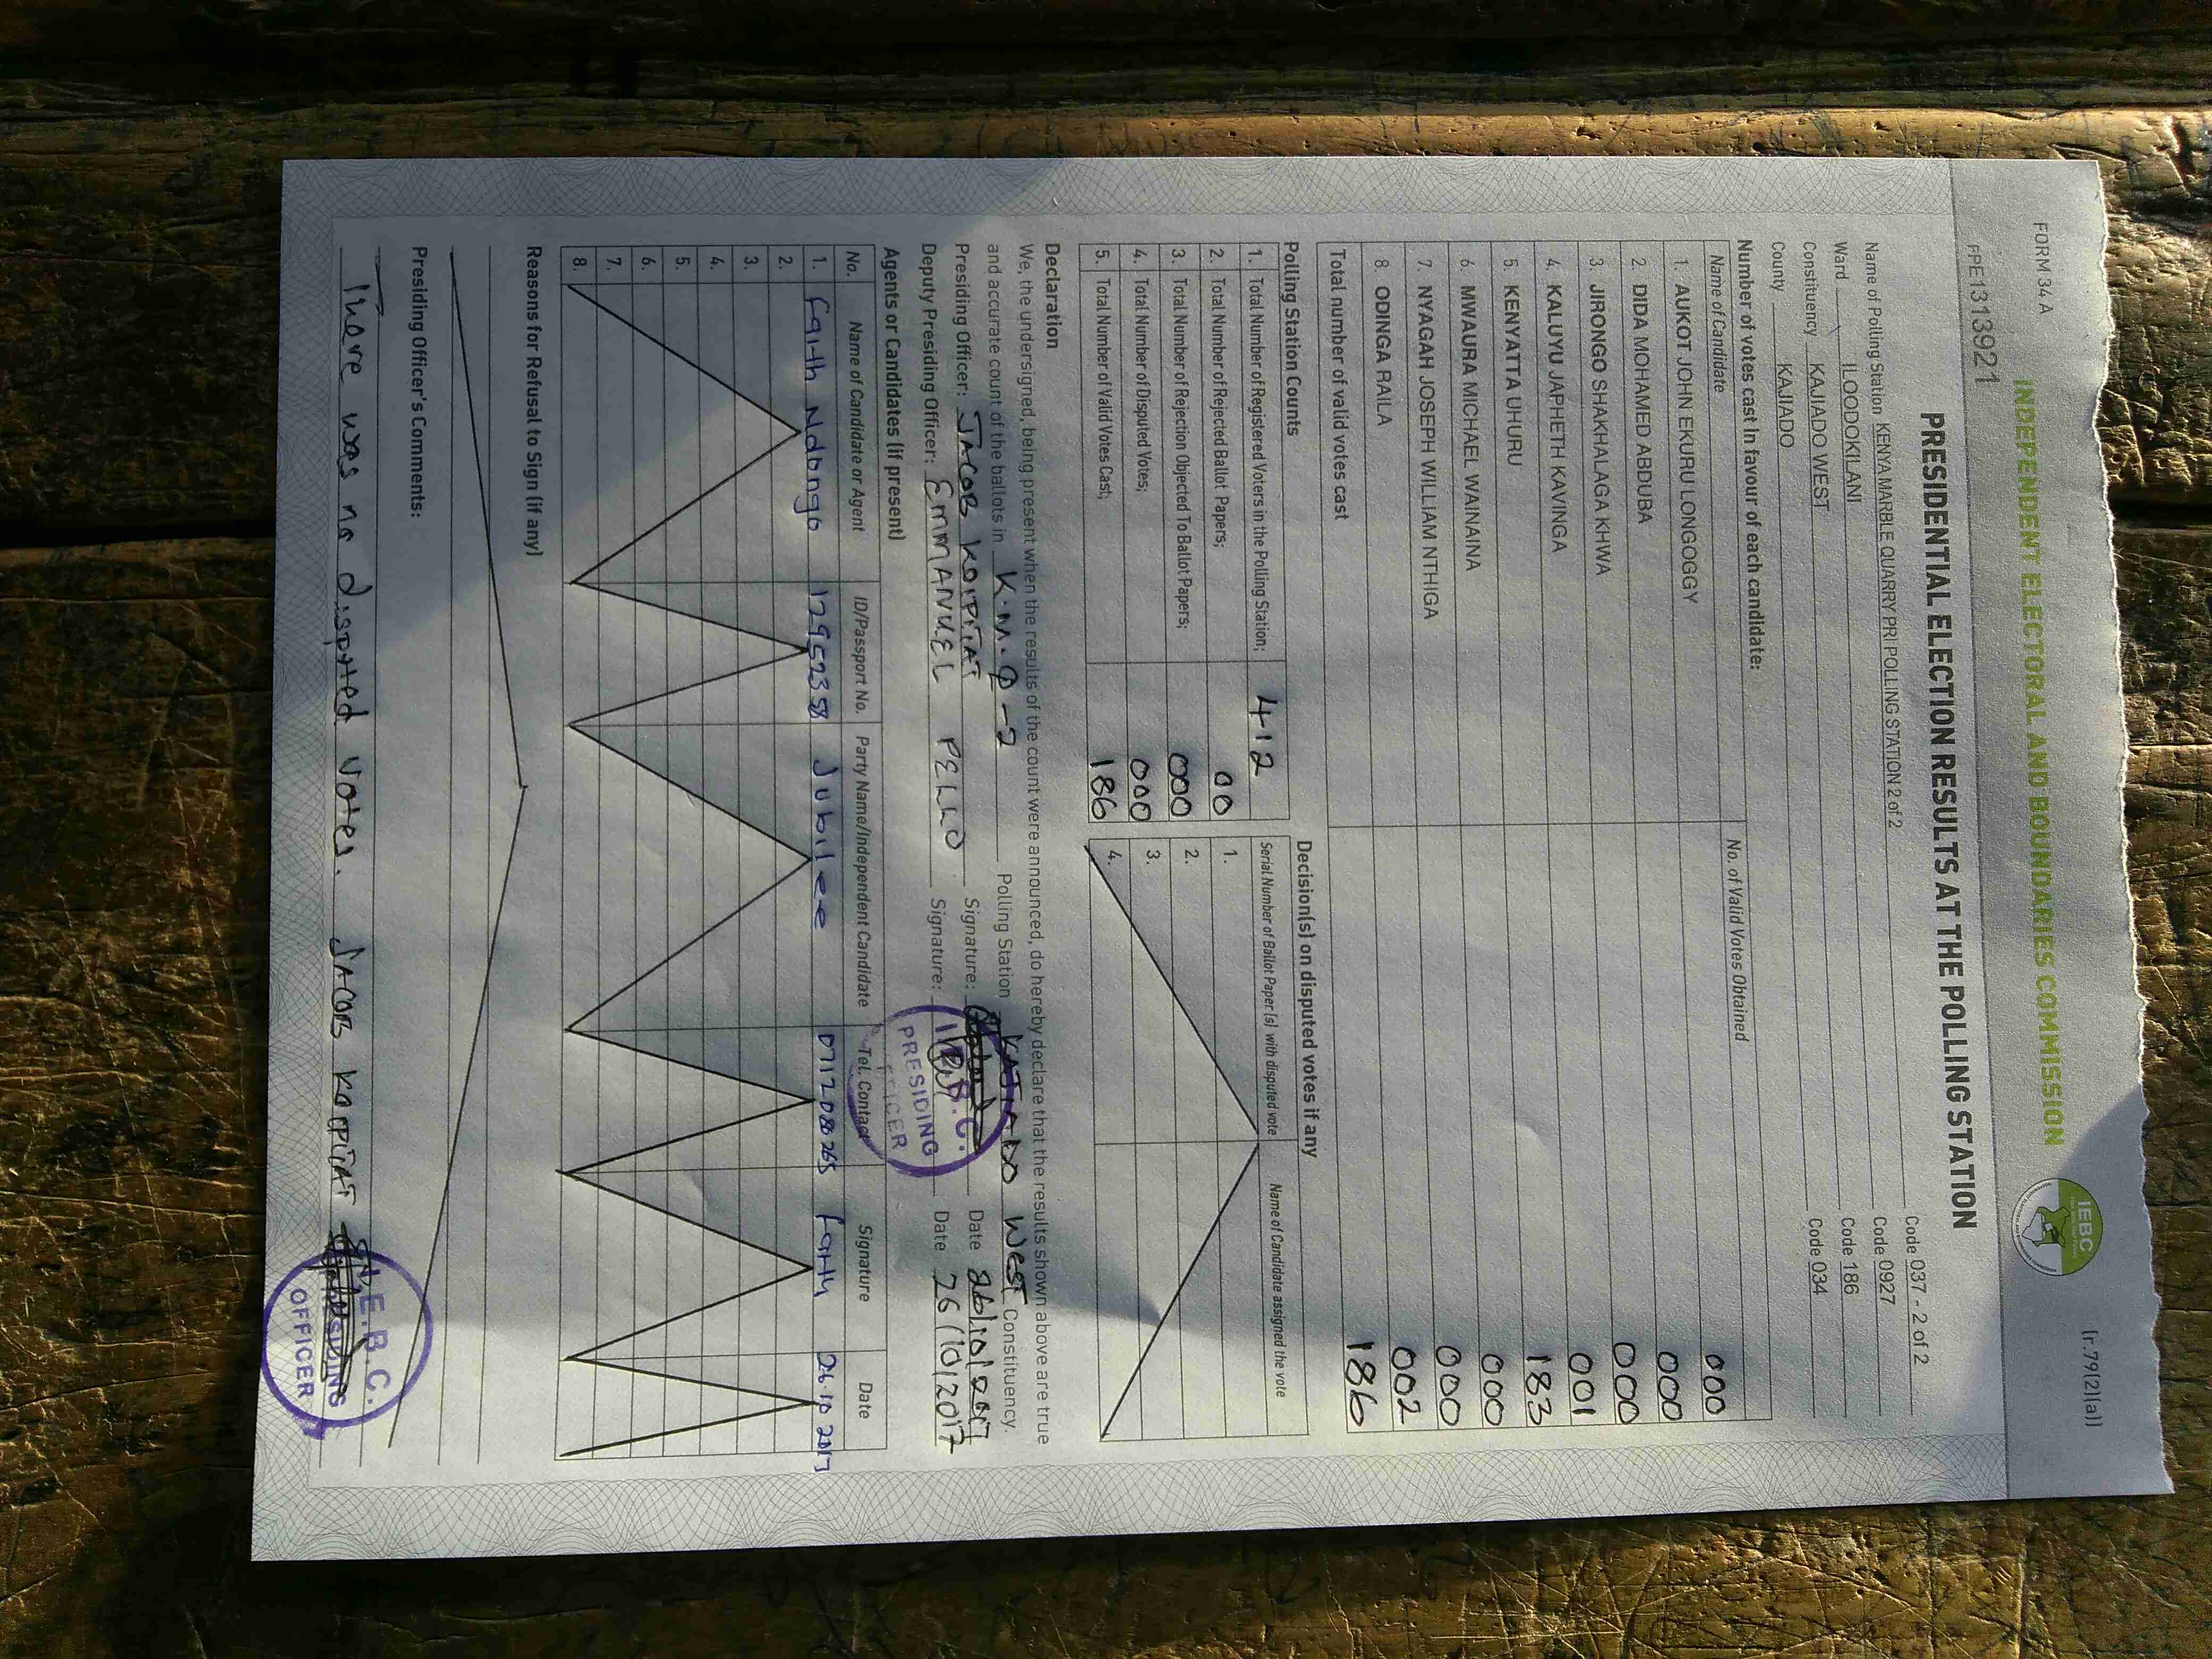 FORM 34A
(r.79(2)(a))
INDEPENDENT ELECTORAL AND BOUNDARIES COMMISSION
IEBC
PPE1313921
PRESIDENTIAL ELECTION RESULTS AT THE POLLING STATION
Name of Polling Station KENYA MARBLE QUARRY PRI POLLING STATION 2 of 2 Code 037 - 2 of 2
Ward ILOODOKILANI Code 0927
Constituency KAJIADO WEST Code 186
County KAJIADO Code 034
Number of votes cast in favour of each candidate:
Name of Candidate No. of Valid Votes Obtained
1. AUKOT JOHN EKURU LONGOGGY 000
2. DIDA MOHAMED ABDUBA 000
3. JIRONGO SHAKHALAGA KHWA 000
4. KALUYU JAPHETH KAVINGA 001
5. KENYATTA UHURU 183
6. MWAURA MICHAEL WAINAINA 000
7. NYAGAH JOSEPH WILLIAM NTHIGA 000
8. ODINGA RAILA 002
Total number of valid votes cast 186
Polling Station Counts
1. Total Number of Registered Voters in the Polling Station; 412
2. Total Number of Rejected Ballot Papers; 00
3. Total Number of Rejection Objected To Ballot Papers; 000
4. Total Number of Disputed Votes; 000
5. Total Number of Valid Votes Cast; 186
Decision(s) on disputed votes if any
Serial Number of Ballot Paper (s) with disputed vote Name of Candidate assigned the vote
1.
2.
3.
4.
Declaration
We, the undersigned, being present when the results of the count were announced, do hereby declare that the results shown above are true
and accurate count of the ballots in K.M.Q-2 Polling Station KAJIADO WEST Constituency.
Presiding Officer: JACOB KOIPITAT Signature: Date 26/10/2017
Deputy Presiding Officer: EMMANUEL PELLO Signature: Date 26/10/2017
I.E.B.C.
PRESIDING
OFFICER
Agents or Candidates (if present)
No. Name of Candidate or Agent ID/Passport No. Party Name/Independent Candidate Tel. Contact Signature Date
1. Faith Ndongo 12952358 Jubilee 0712088265 Faith 26.10.2017
2.
3.
4.
5.
6.
7.
8.
Reasons for Refusal to Sign (if any)
Presiding Officer's Comments:
There was no disputed votes. JACOB KOIPITAT
I.E.B.C.
PRESIDING
OFFICER